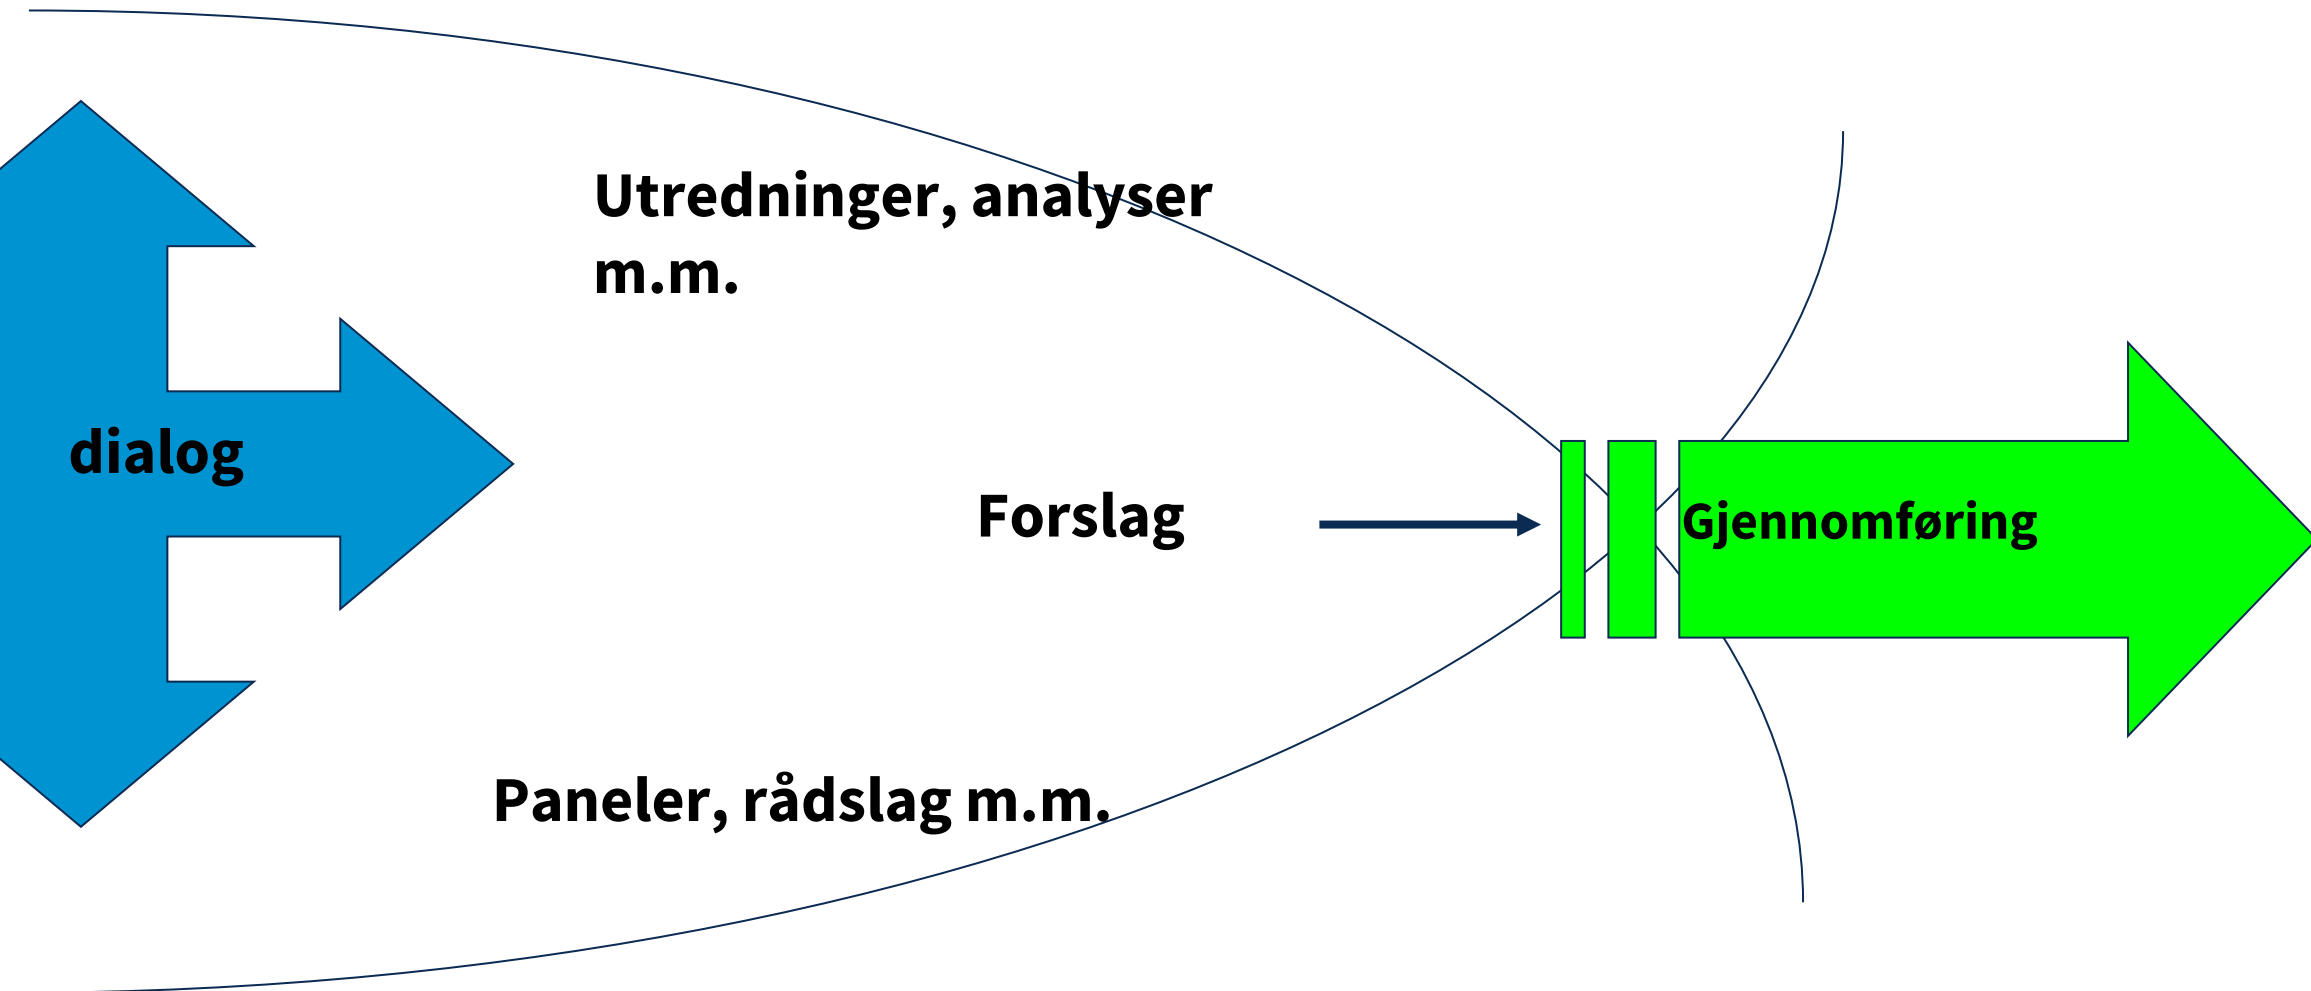 Utredninger, analyser
m.m.
dialog
Forslag
Gjennomføring
Paneler, rådslag m.m.